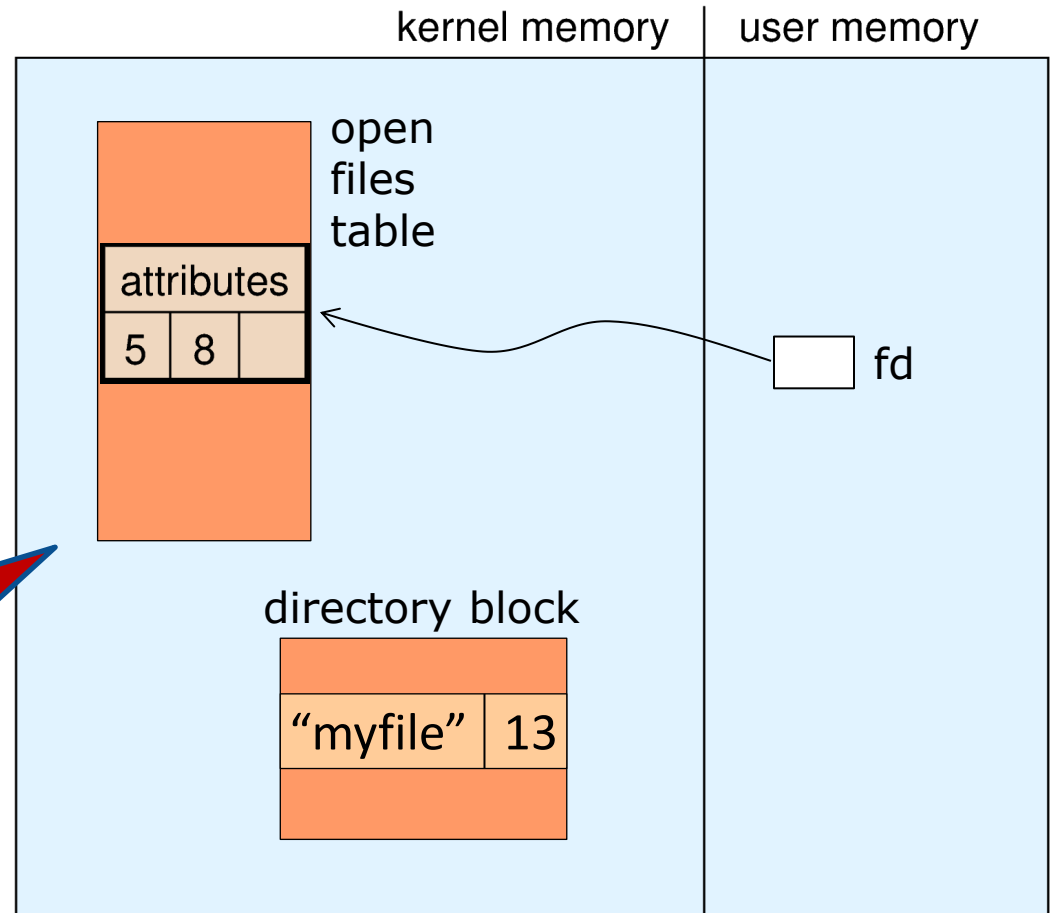 kernel memory
user memory
open
files
table
attributes
5 8
fd
directory block
“myfile” 13